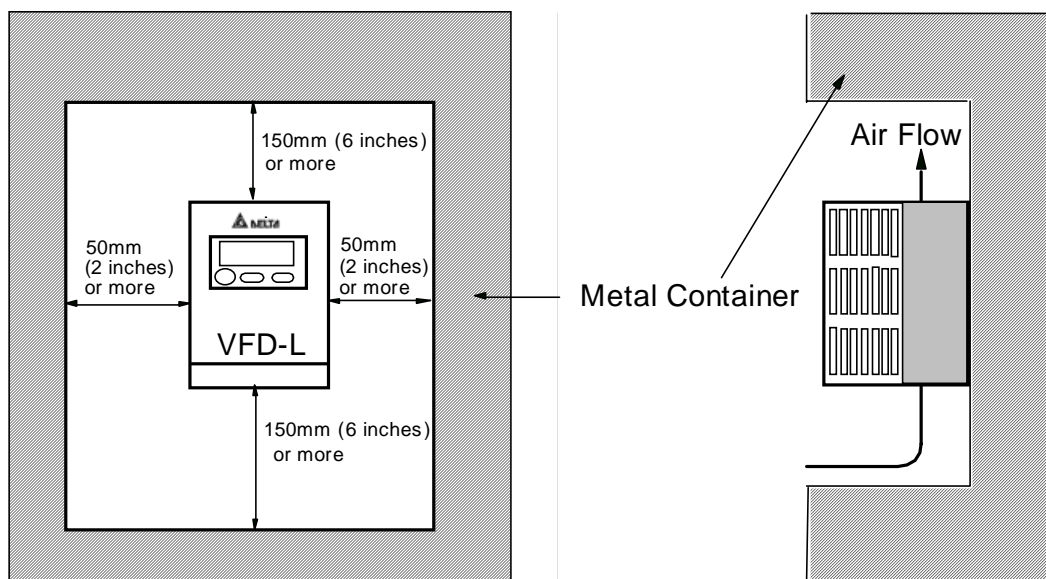 150mm (6 inches)
or more
DELTA
50mm
(2 inches)
or more
50mm
(2 inches)
or more
VFD-L
150mm (6 inches)
or more
Air Flow
Metal Container